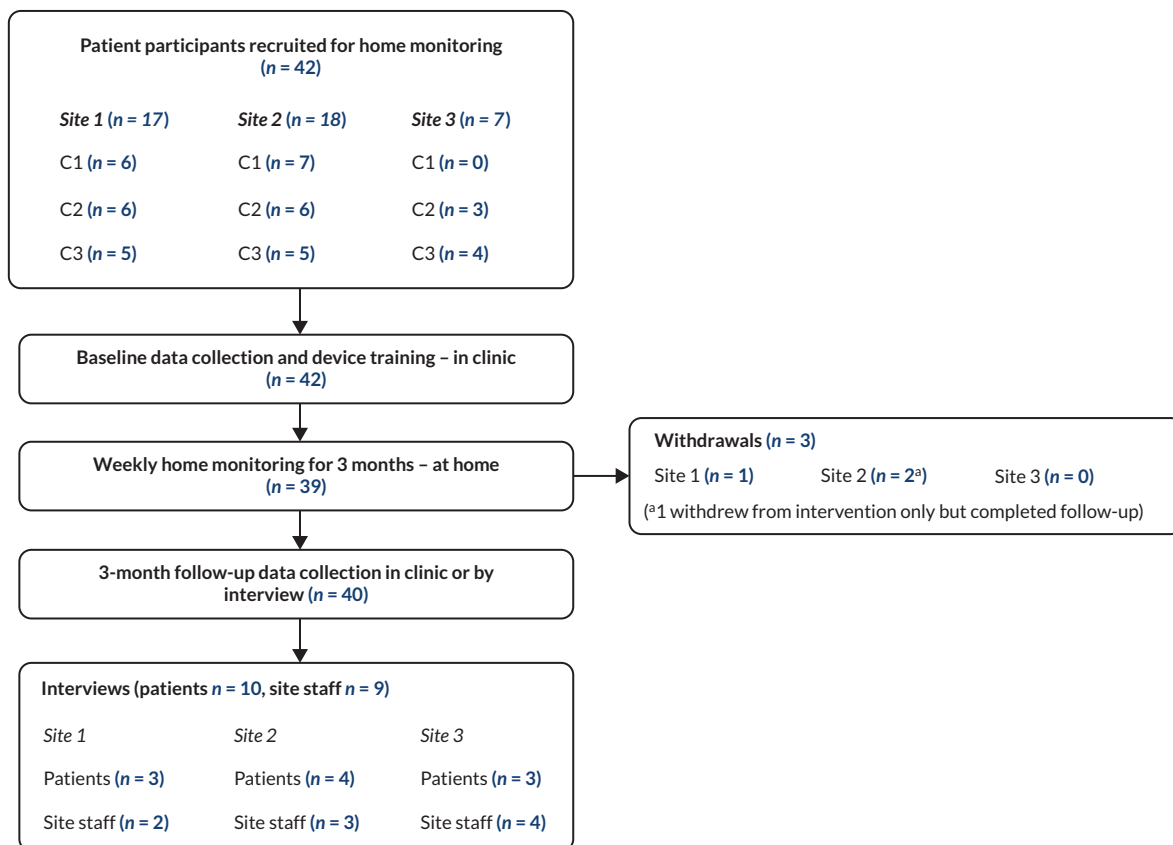 Patient participants recruited for home monitoring
(n = 42)
Site 1 (n = 17) Site 2 (n = 18) Site 3 (n = 7)
C1 (n = 6) C1 (n = 7) C1 (n = 0)
C2 (n = 6) C2 (n = 6) C2 (n = 3)
C3 (n = 5) C3 (n = 5) C3 (n = 4)
Baseline data collection and device training – in clinic
(n = 42)
Weekly home monitoring for 3 months – at home
(n = 39)
Withdrawals (n = 3)
Site 1 (n = 1) Site 2 (n = 2ᵃ) Site 3 (n = 0)
(ᵃ1 withdrew from intervention only but completed follow-up)
3-month follow-up data collection in clinic or by
interview (n = 40)
Interviews (patients n = 10, site staff n = 9)
Site 1 Site 2 Site 3
Patients (n = 3) Patients (n = 4) Patients (n = 3)
Site staff (n = 2) Site staff (n = 3) Site staff (n = 4)